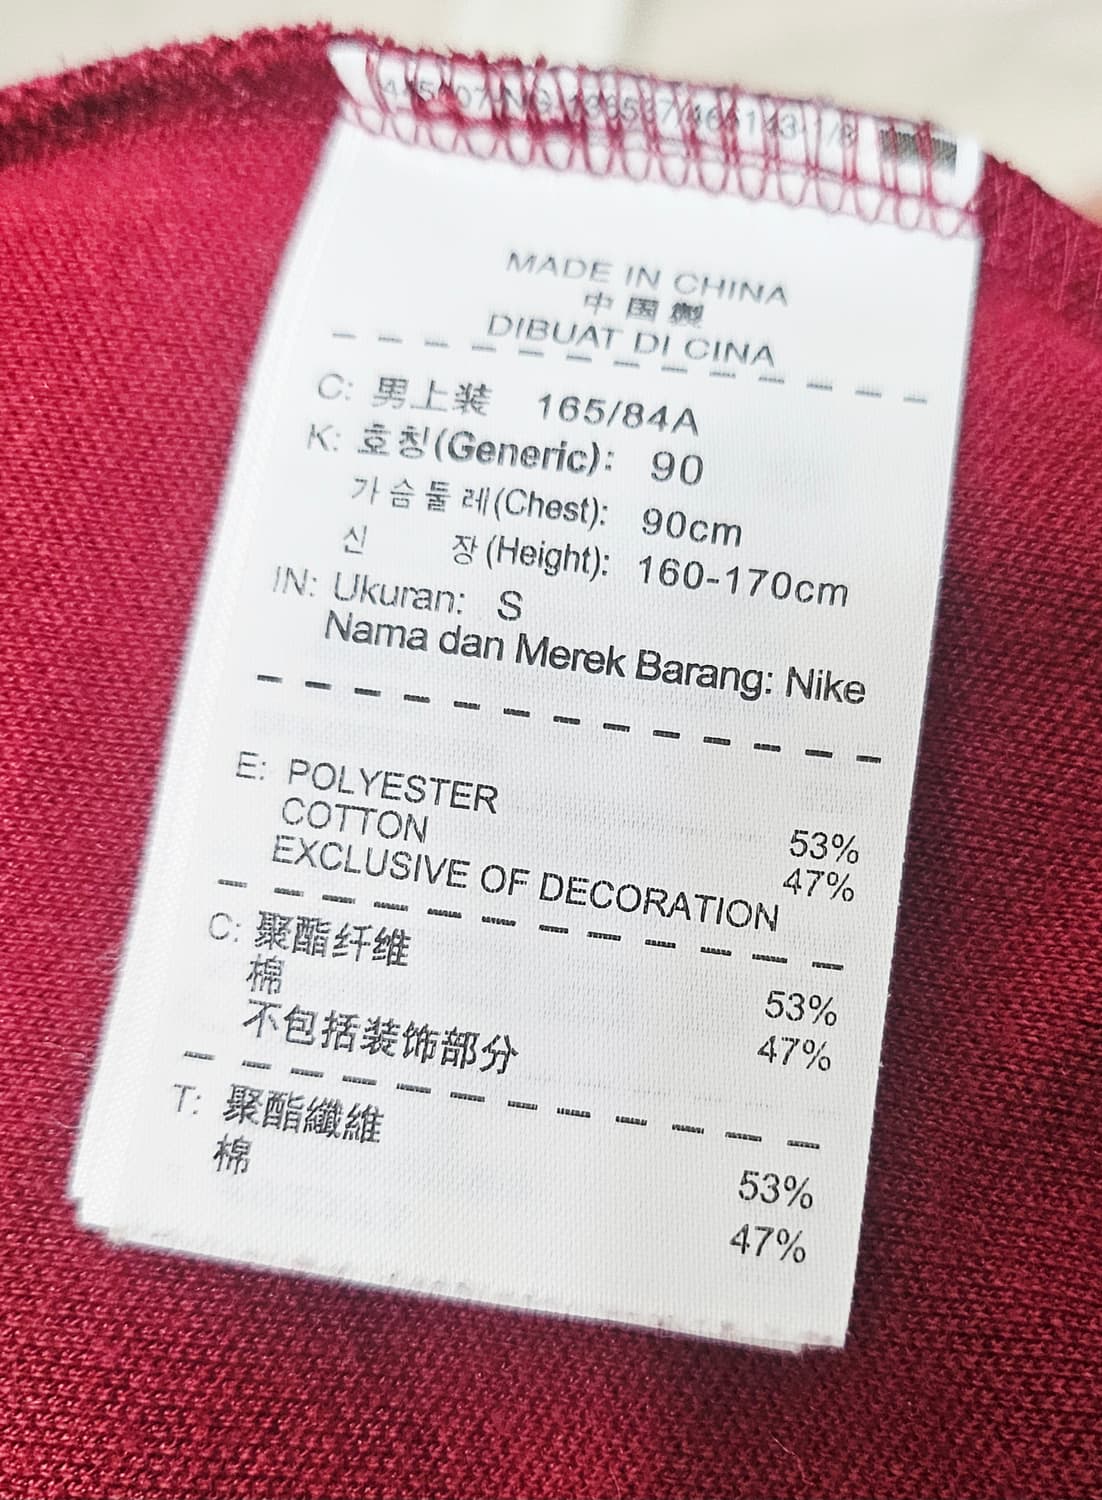 MADE IN CHINA
中国製
DIBUAT DI CINA
C: 男上装 165/84A
K: 호칭(Generic): 90
가슴둘레(Chest): 90cm
신 장(Height): 160-170cm
IN: Ukuran: S
Nama dan Merek Barang: Nike
E: POLYESTER 53%
COTTON 47%
EXCLUSIVE OF DECORATION
C: 聚酯纤维 53%
棉 47%
不包括装饰部分
T: 聚酯纖維 53%
棉 47%